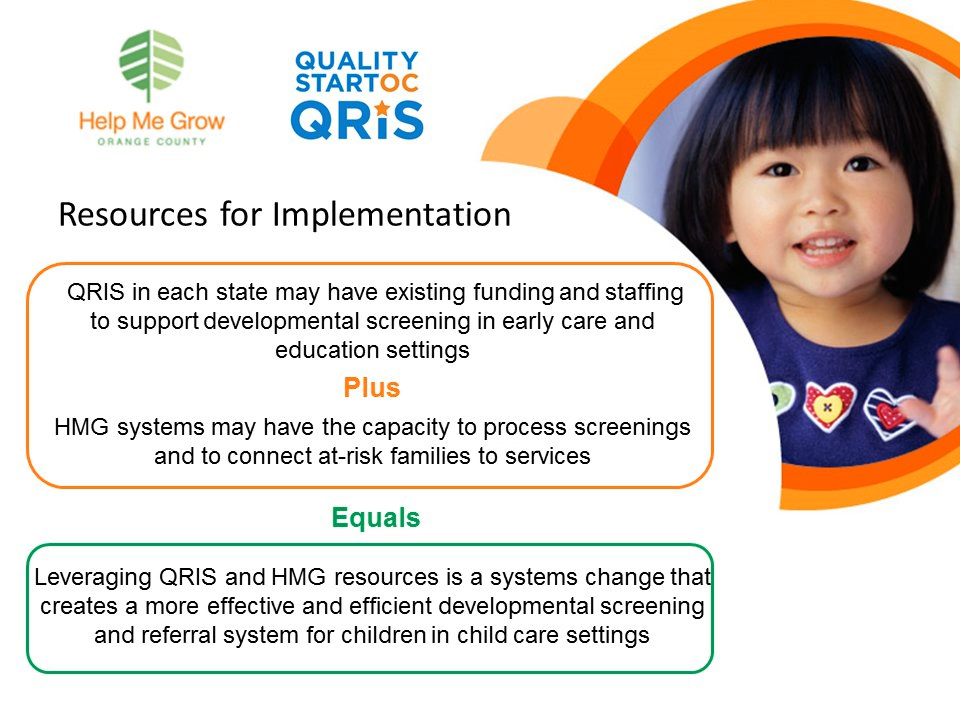 Help Me Grow
ORANGE COUNTY
QUALITY
STARTOC
QRiS
Resources for Implementation
QRIS in each state may have existing funding and staffing
to support developmental screening in early care and
education settings
Plus
HMG systems may have the capacity to process screenings
and to connect at-risk families to services
Equals
Leveraging QRIS and HMG resources is a systems change that
creates a more effective and efficient developmental screening
and referral system for children in child care settings